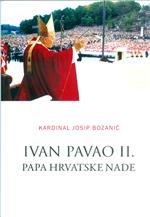 KARDINAL JOSIP BOZANIĆ
IVAN PAVAO II.
PAPA HRVATSKE NADE